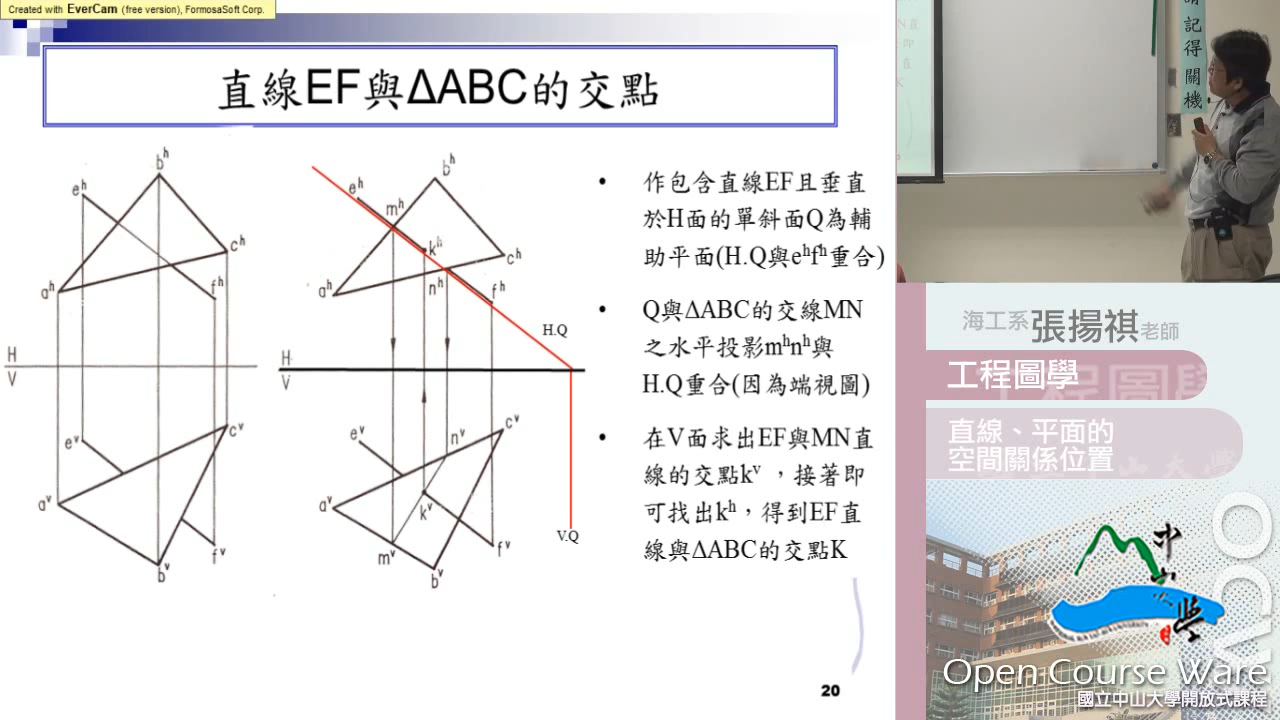 Created with EverCam (free version), FormosaSoft Corp.
直線EF與ΔABC的交點
bʰ
eʰ
cʰ
aʰ
fʰ
H
V
eᵛ
cᵛ
aᵛ
fᵛ
bᵛ
bʰ
eʰ
mʰ
kʰ
cʰ
aʰ
nʰ
fʰ
H.Q
H
V
eᵛ
nᵛ
cᵛ
aᵛ
kᵛ
V.Q
mᵛ
fᵛ
bᵛ
• 作包含直線EF且垂直
於H面的單斜面Q為輔
助平面(H.Q與eʰfʰ重合)
• Q與ΔABC的交線MN
之水平投影mʰnʰ與
H.Q重合(因為端視圖)
• 在V面求出EF與MN直
線的交點kᵛ，接著即
可找出kʰ，得到EF直
線與ΔABC的交點K
20
請記得關機
海工系張揚祺老師
工程圖學
直線、平面的
空間關係位置
中山大學
OCW
Open Course Ware
國立中山大學開放式課程